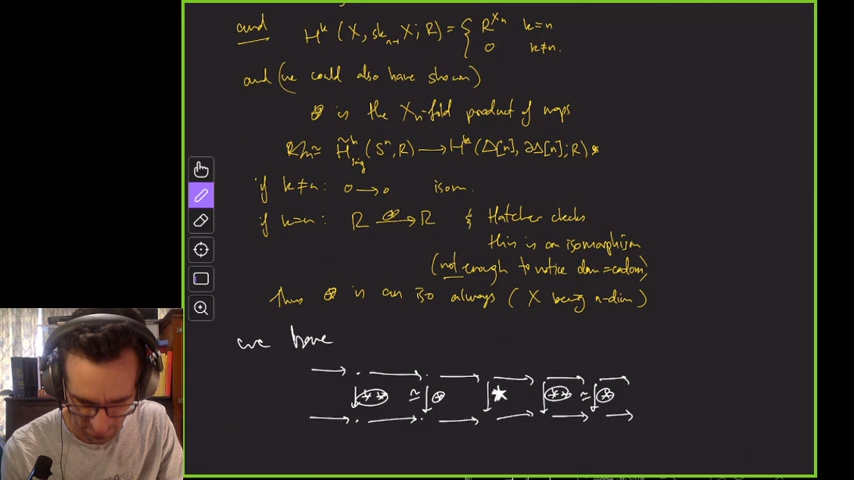 and H^k (X, sk_{n-1} X; R) = { R^{X_n} k=n
0 k≠n.
and (we could also have shown)
⊛ is the X_n-fold product of maps
H̃^k_{sing} (S^n, R) → H^k (Δ[n], ∂Δ[n]; R)
if k≠n: 0 → 0 isom.
if k=n: R → R & Hatcher checks
this is an isomorphism
(not enough to notice dom = codom)
Thus ⊛ is an iso always (X being n-dim)
we have
→ . → . → → → →
↓ ⊛⊛ ≅ ↓ ⊛ ↓ ★ ↓ ⊛⊛ ≅ ↓ ⊛
→ . → . → → → →